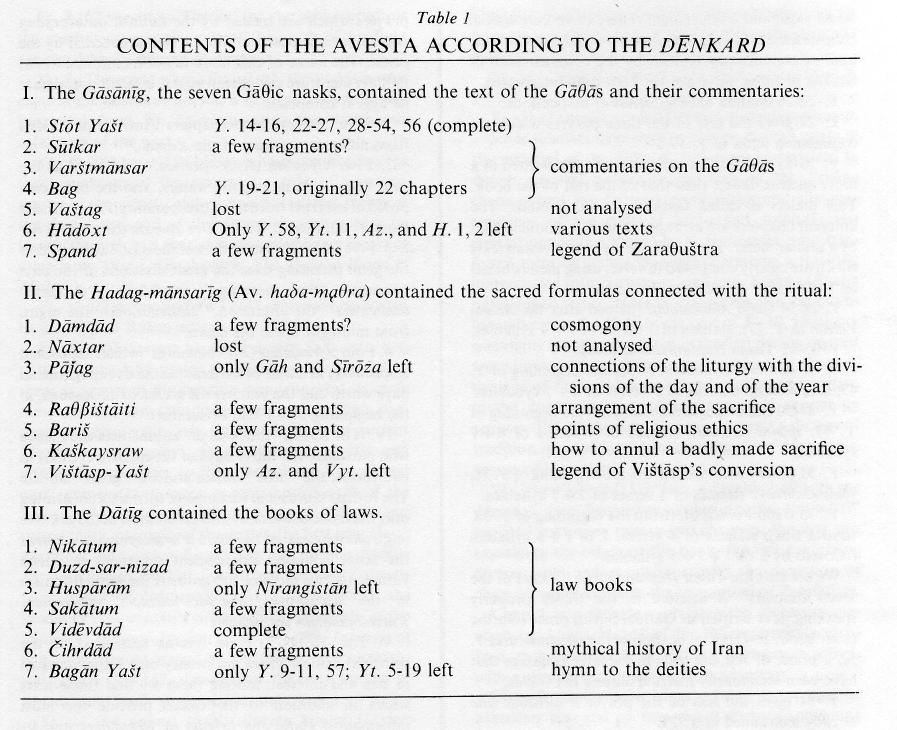 Table 1
CONTENTS OF THE AVESTA ACCORDING TO THE DĒNKARD
I. The Gāsānīg, the seven Gāθic nasks, contained the text of the Gāθās and their commentaries:
1. Stōt Yašt Y. 14-16, 22-27, 28-54, 56 (complete)
2. Sūtkar a few fragments?
3. Varštmānsar commentaries on the Gāθās
4. Bag Y. 19-21, originally 22 chapters
5. Vaštag lost not analysed
6. Hādōxt Only Y. 58, Yt. 11, Az., and H. 1, 2 left various texts
7. Spand a few fragments legend of Zaraθuštra
II. The Hadag-mānsarīg (Av. haδa-mąθra) contained the sacred formulas connected with the ritual:
1. Dāmdād a few fragments? cosmogony
2. Nāxtar lost not analysed
3. Pāǰag only Gāh and Sīrōza left connections of the liturgy with the divi-
sions of the day and of the year
4. Raθβištāiti a few fragments arrangement of the sacrifice
5. Bariš a few fragments points of religious ethics
6. Kaškaysraw a few fragments how to annul a badly made sacrifice
7. Vištāsp-Yašt only Az. and Vyt. left legend of Vištāsp's conversion
III. The Dātīg contained the books of laws.
1. Nikātum a few fragments
2. Duzd-sar-nizad a few fragments
3. Huspāram only Nīrangistān left law books
4. Sakātum a few fragments
5. Vidēvdād complete
6. Čihrdād a few fragments mythical history of Iran
7. Bagān Yašt only Y. 9-11, 57; Yt. 5-19 left hymn to the deities